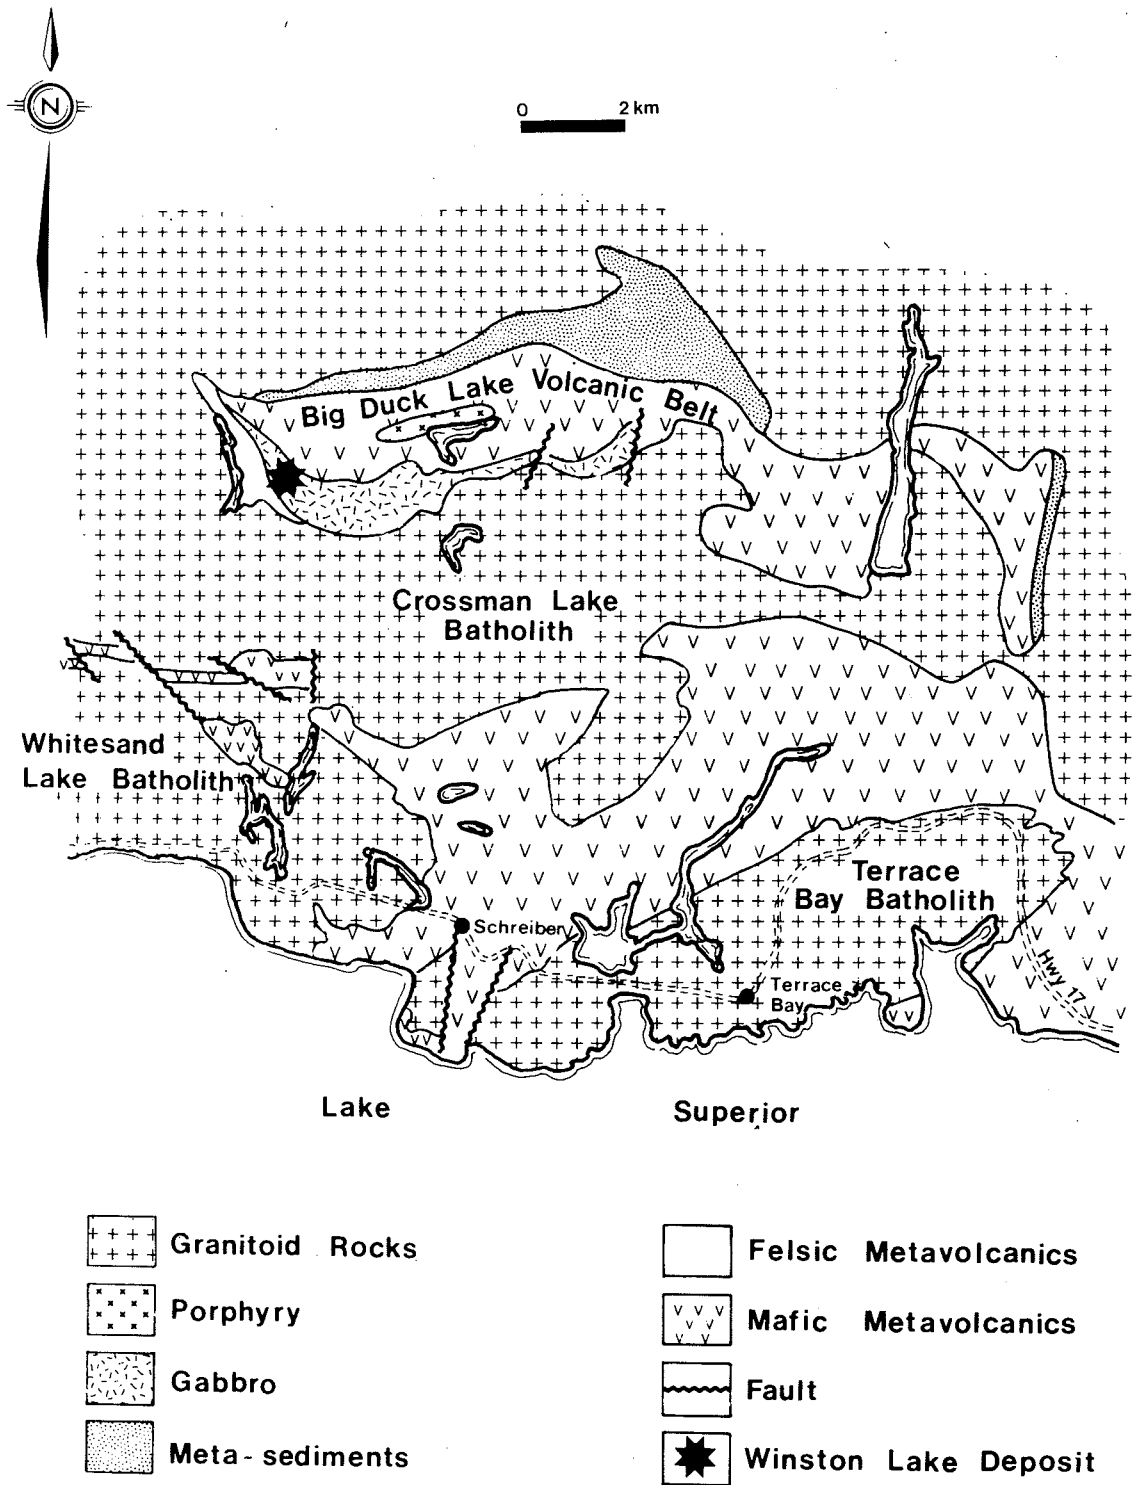 N
0 2 km
Big Duck Lake Volcanic Belt
Crossman Lake
Batholith
Whitesand
Lake Batholith
Terrace
Bay Batholith
Schreiber
Terrace
Bay
Hwy 17
Lake Superior
Granitoid Rocks
Porphyry
Gabbro
Meta-sediments
Felsic Metavolcanics
Mafic Metavolcanics
Fault
Winston Lake Deposit